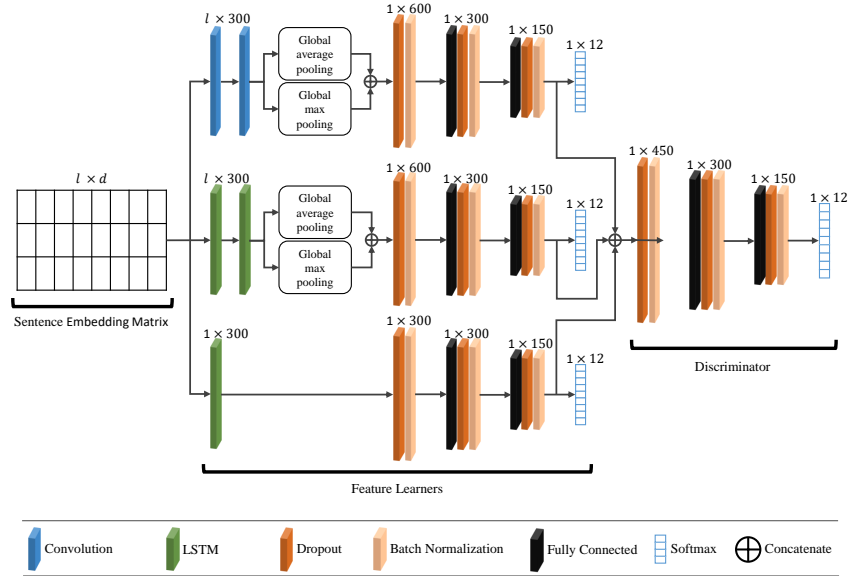 l × 300
Global
average
pooling
Global
max
pooling
1 × 600
1 × 300
1 × 150
1 × 12
l × d
l × 300
Global
average
pooling
Global
max
pooling
1 × 600
1 × 300
1 × 150
1 × 12
1 × 450
1 × 300
1 × 150
1 × 12
Sentence Embedding Matrix
1 × 300
1 × 300
1 × 300
1 × 150
1 × 12
Discriminator
Feature Learners
Convolution
LSTM
Dropout
Batch Normalization
Fully Connected
Softmax
Concatenate